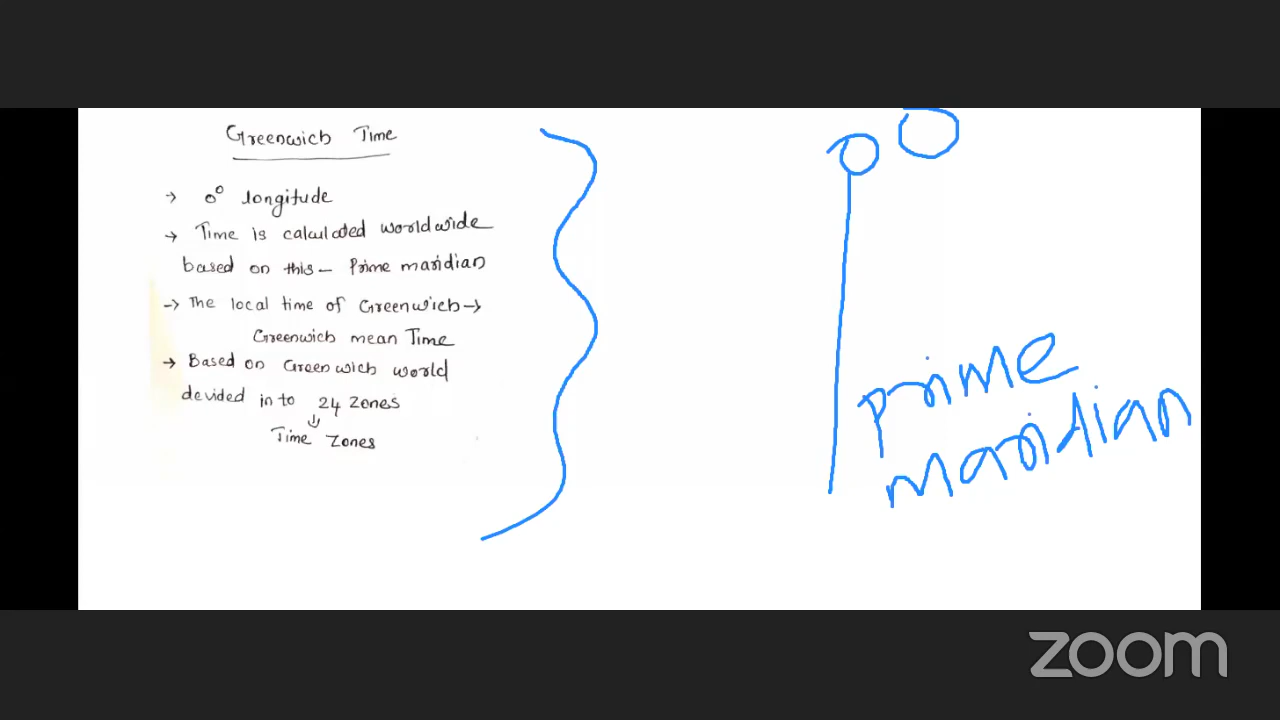 Greenwich Time
→ 0° longitude
→ Time is calculated worldwide
based on this – Prime maridian
→ The local time of Greenwich →
Greenwich mean Time
→ Based on Greenwich world
devided in to 24 Zones
↓
Time Zones
0°
prime
maridian
zoom